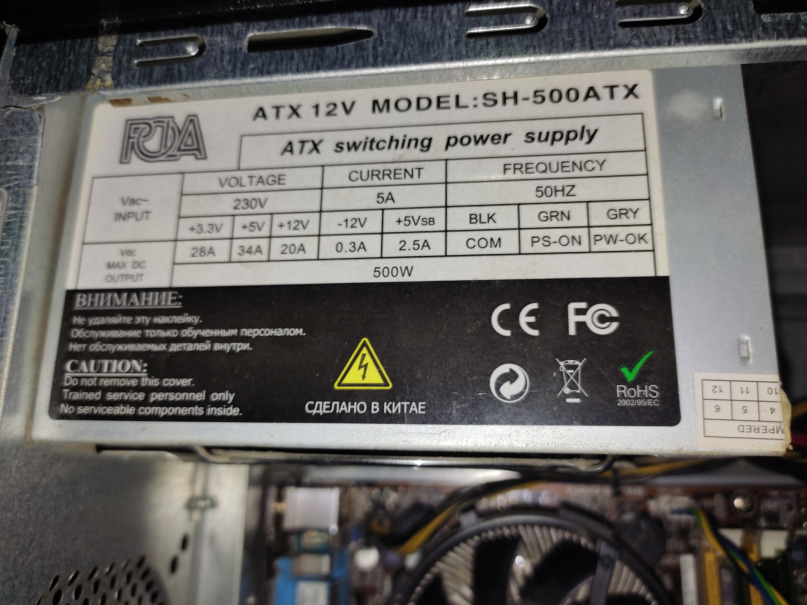 ATX 12V MODEL:SH-500ATX
ATX switching power supply
Vac~ INPUT
VOLTAGE CURRENT FREQUENCY
230V 5A 50HZ
+3.3V +5V +12V -12V +5VSB BLK GRN GRY
Vdc MAX DC OUTPUT
28A 34A 20A 0.3A 2.5A COM PS-ON PW-OK
500W
ВНИМАНИЕ:
Не удаляйте эту наклейку.
Обслуживание только обученным персоналом.
Нет обслуживаемых деталей внутри.
CAUTION:
Do not remove this cover.
Trained service personnel only
No serviceable components inside.
СДЕЛАНО В КИТАЕ
CE FC
RoHS
2002/95/EC
10 11 12
4 5 6
MPERED